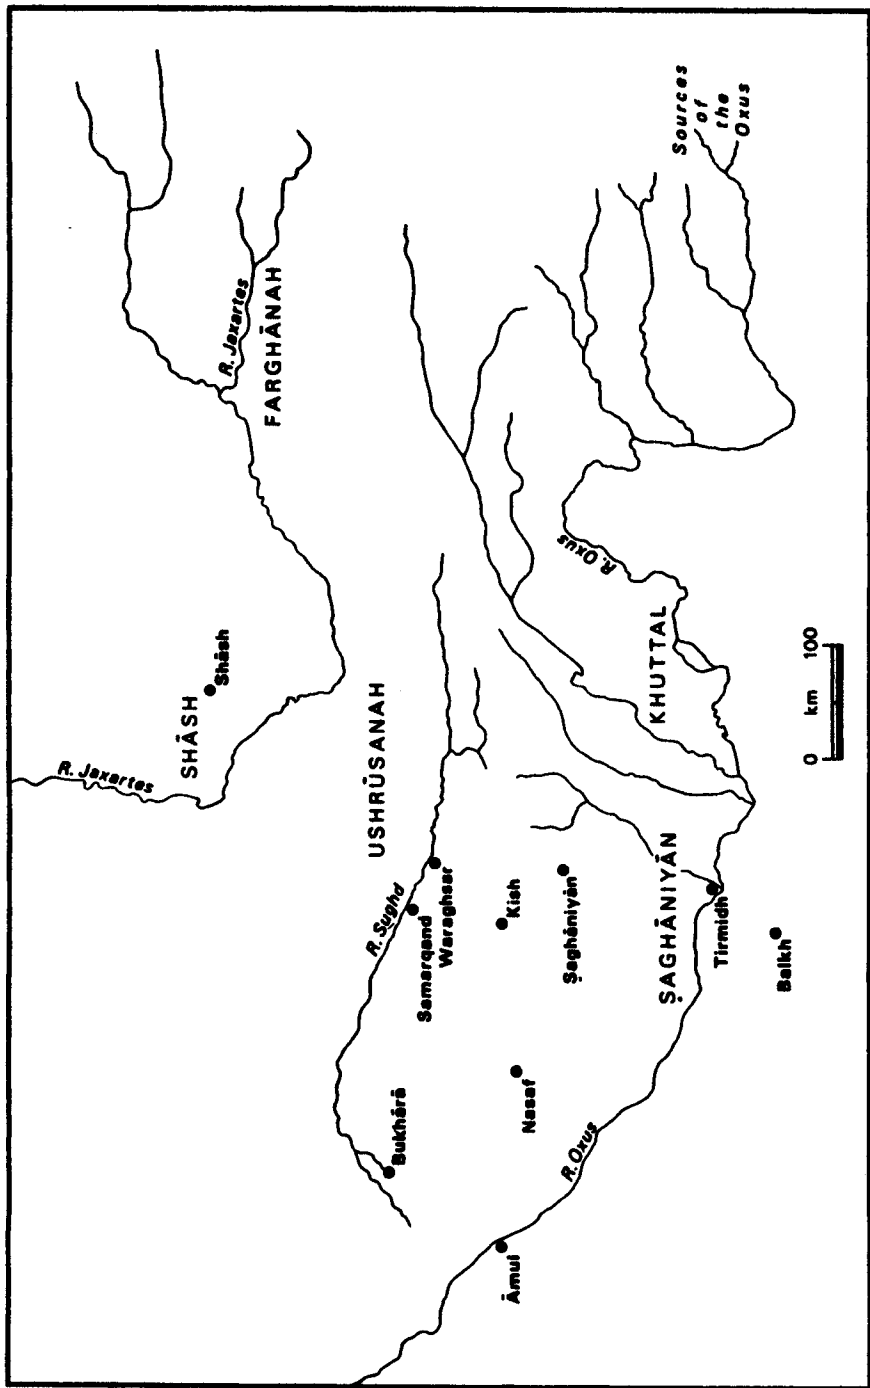 R. Jaxartes
SHĀSH
Shāsh
R. Jaxartes
FARGHĀNAH
USHRŪSANAH
R. Sughd
Samarqand
Waraghsar
Bukhārā
Kish
Nasaf
Ṣaghāniyān
Āmul
R. Oxus
ṢAGHĀNIYĀN
Tirmidh
Balkh
KHUTTAL
R. Oxus
Sources
of
the
Oxus
0 km 100